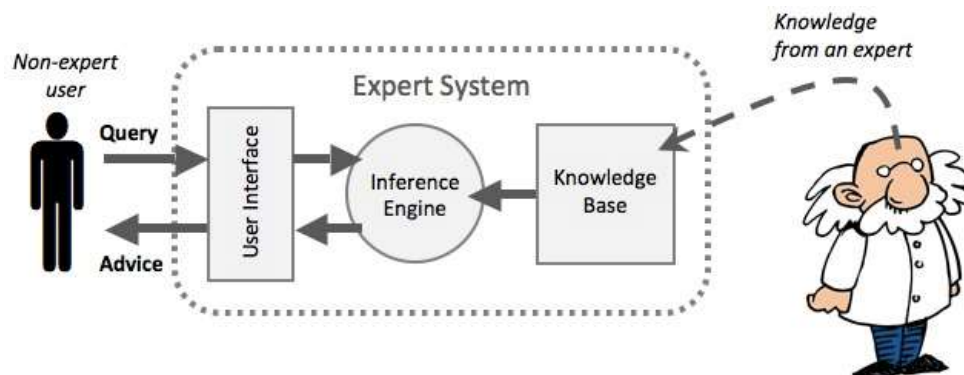 Non-expert
user
Query
Advice
Expert System
User Interface
Inference
Engine
Knowledge
Base
Knowledge
from an expert